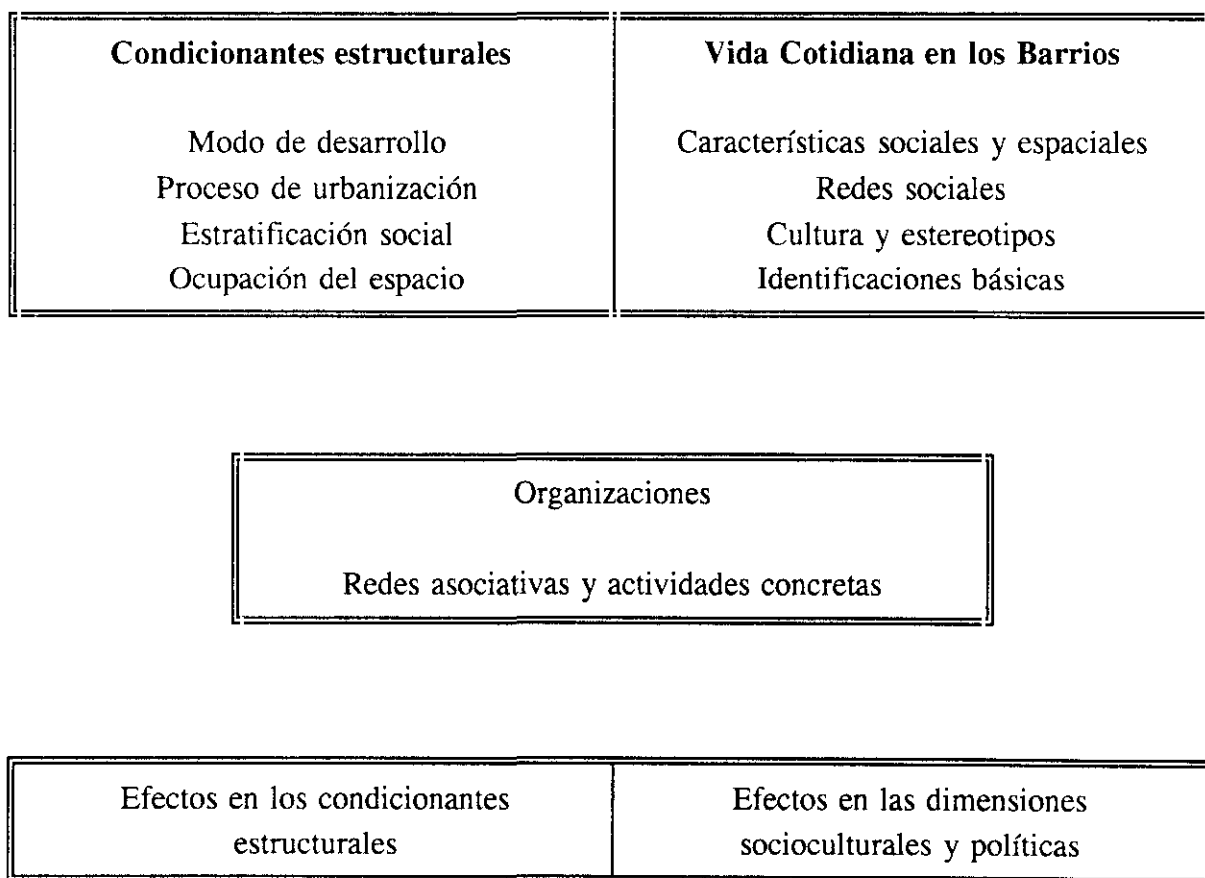 Condicionantes estructurales
Modo de desarrollo
Proceso de urbanización
Estratificación social
Ocupación del espacio
Vida Cotidiana en los Barrios
Características sociales y espaciales
Redes sociales
Cultura y estereotipos
Identificaciones básicas
Organizaciones
Redes asociativas y actividades concretas
Efectos en los condicionantes
estructurales
Efectos en las dimensiones
socioculturales y políticas